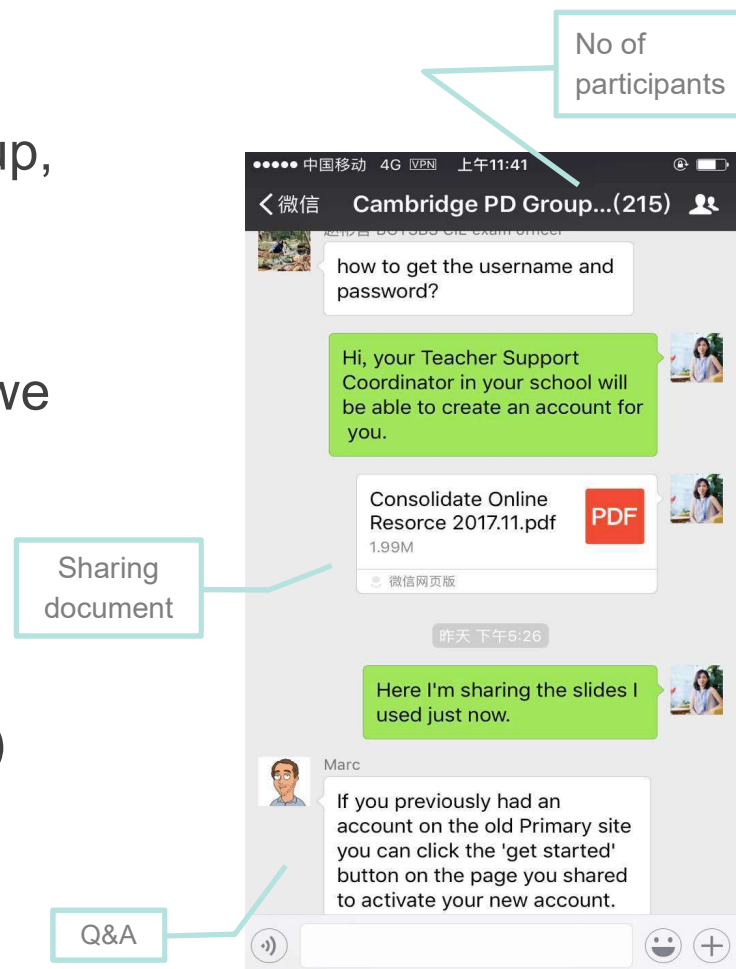 No of
participants
up,
中国移动 4G VPN 上午11:41
微信 Cambridge PD Group...(215)
exam officer
how to get the username and
password?
we
Hi, your Teacher Support
Coordinator in your school will
be able to create an account for
you.
Consolidate Online
Resorce 2017.11.pdf
PDF
1.99M
微信网页版
Sharing
document
昨天 下午5:26
Here I'm sharing the slides I
used just now.
)
Marc
If you previously had an
account on the old Primary site
you can click the 'get started'
button on the page you shared
to activate your new account.
Q&A